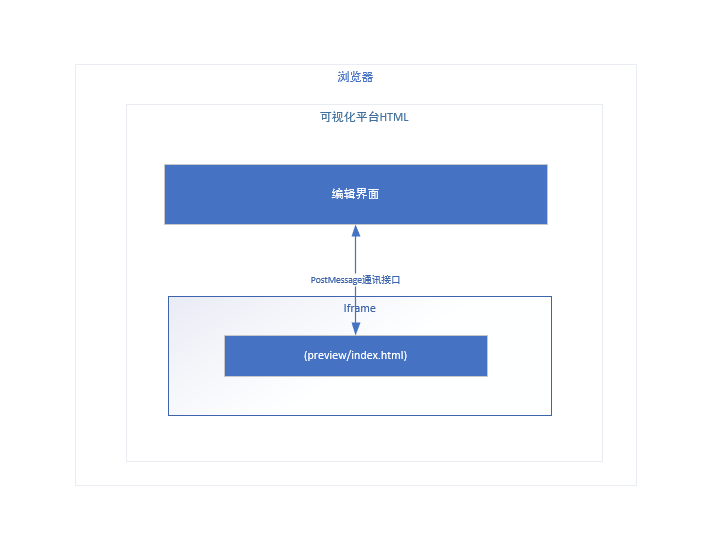 浏览器
可视化平台HTML
编辑界面
PostMessage通讯接口
Iframe
(preview/index.html)